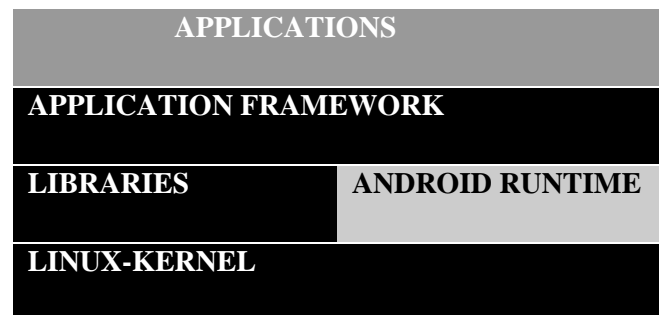 APPLICATIONS
APPLICATION FRAMEWORK
LIBRARIES ANDROID RUNTIME
LINUX-KERNEL